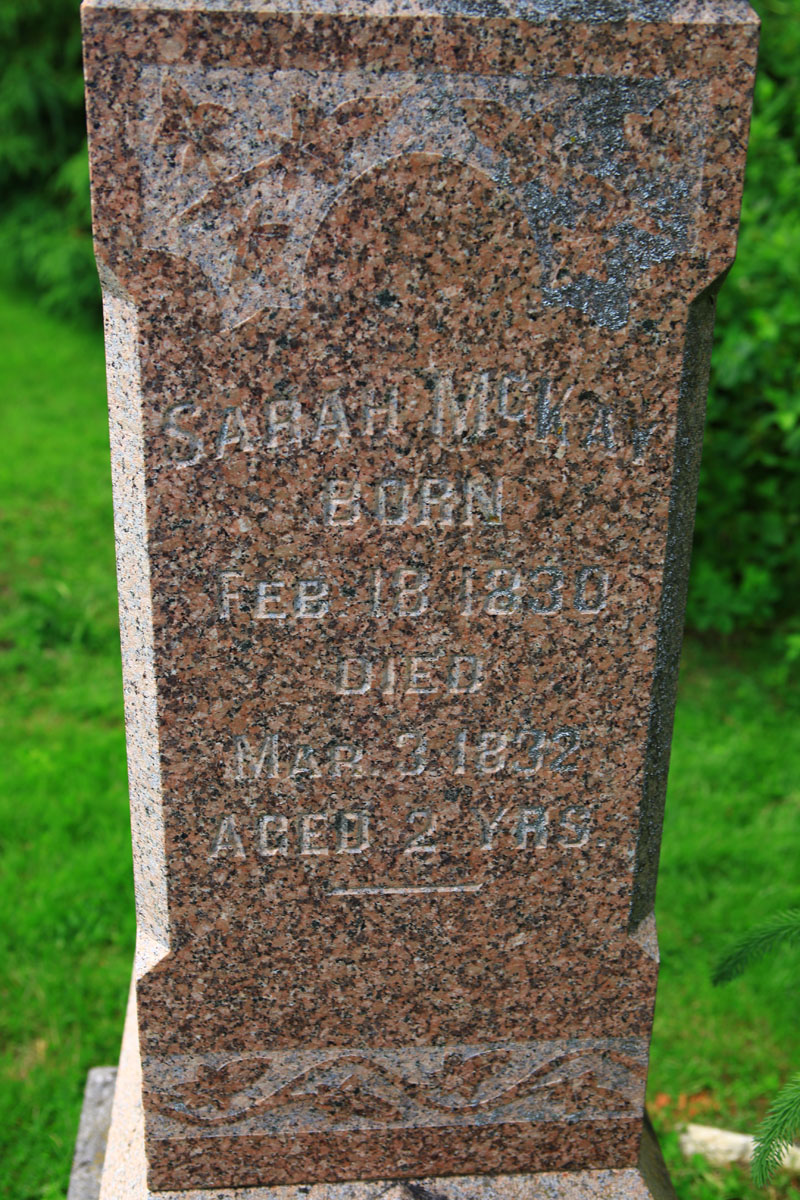 SARAH McKAY
BORN
FEB. 18 1830
DIED
MAR. 3. 1832
AGED 2 YRS.